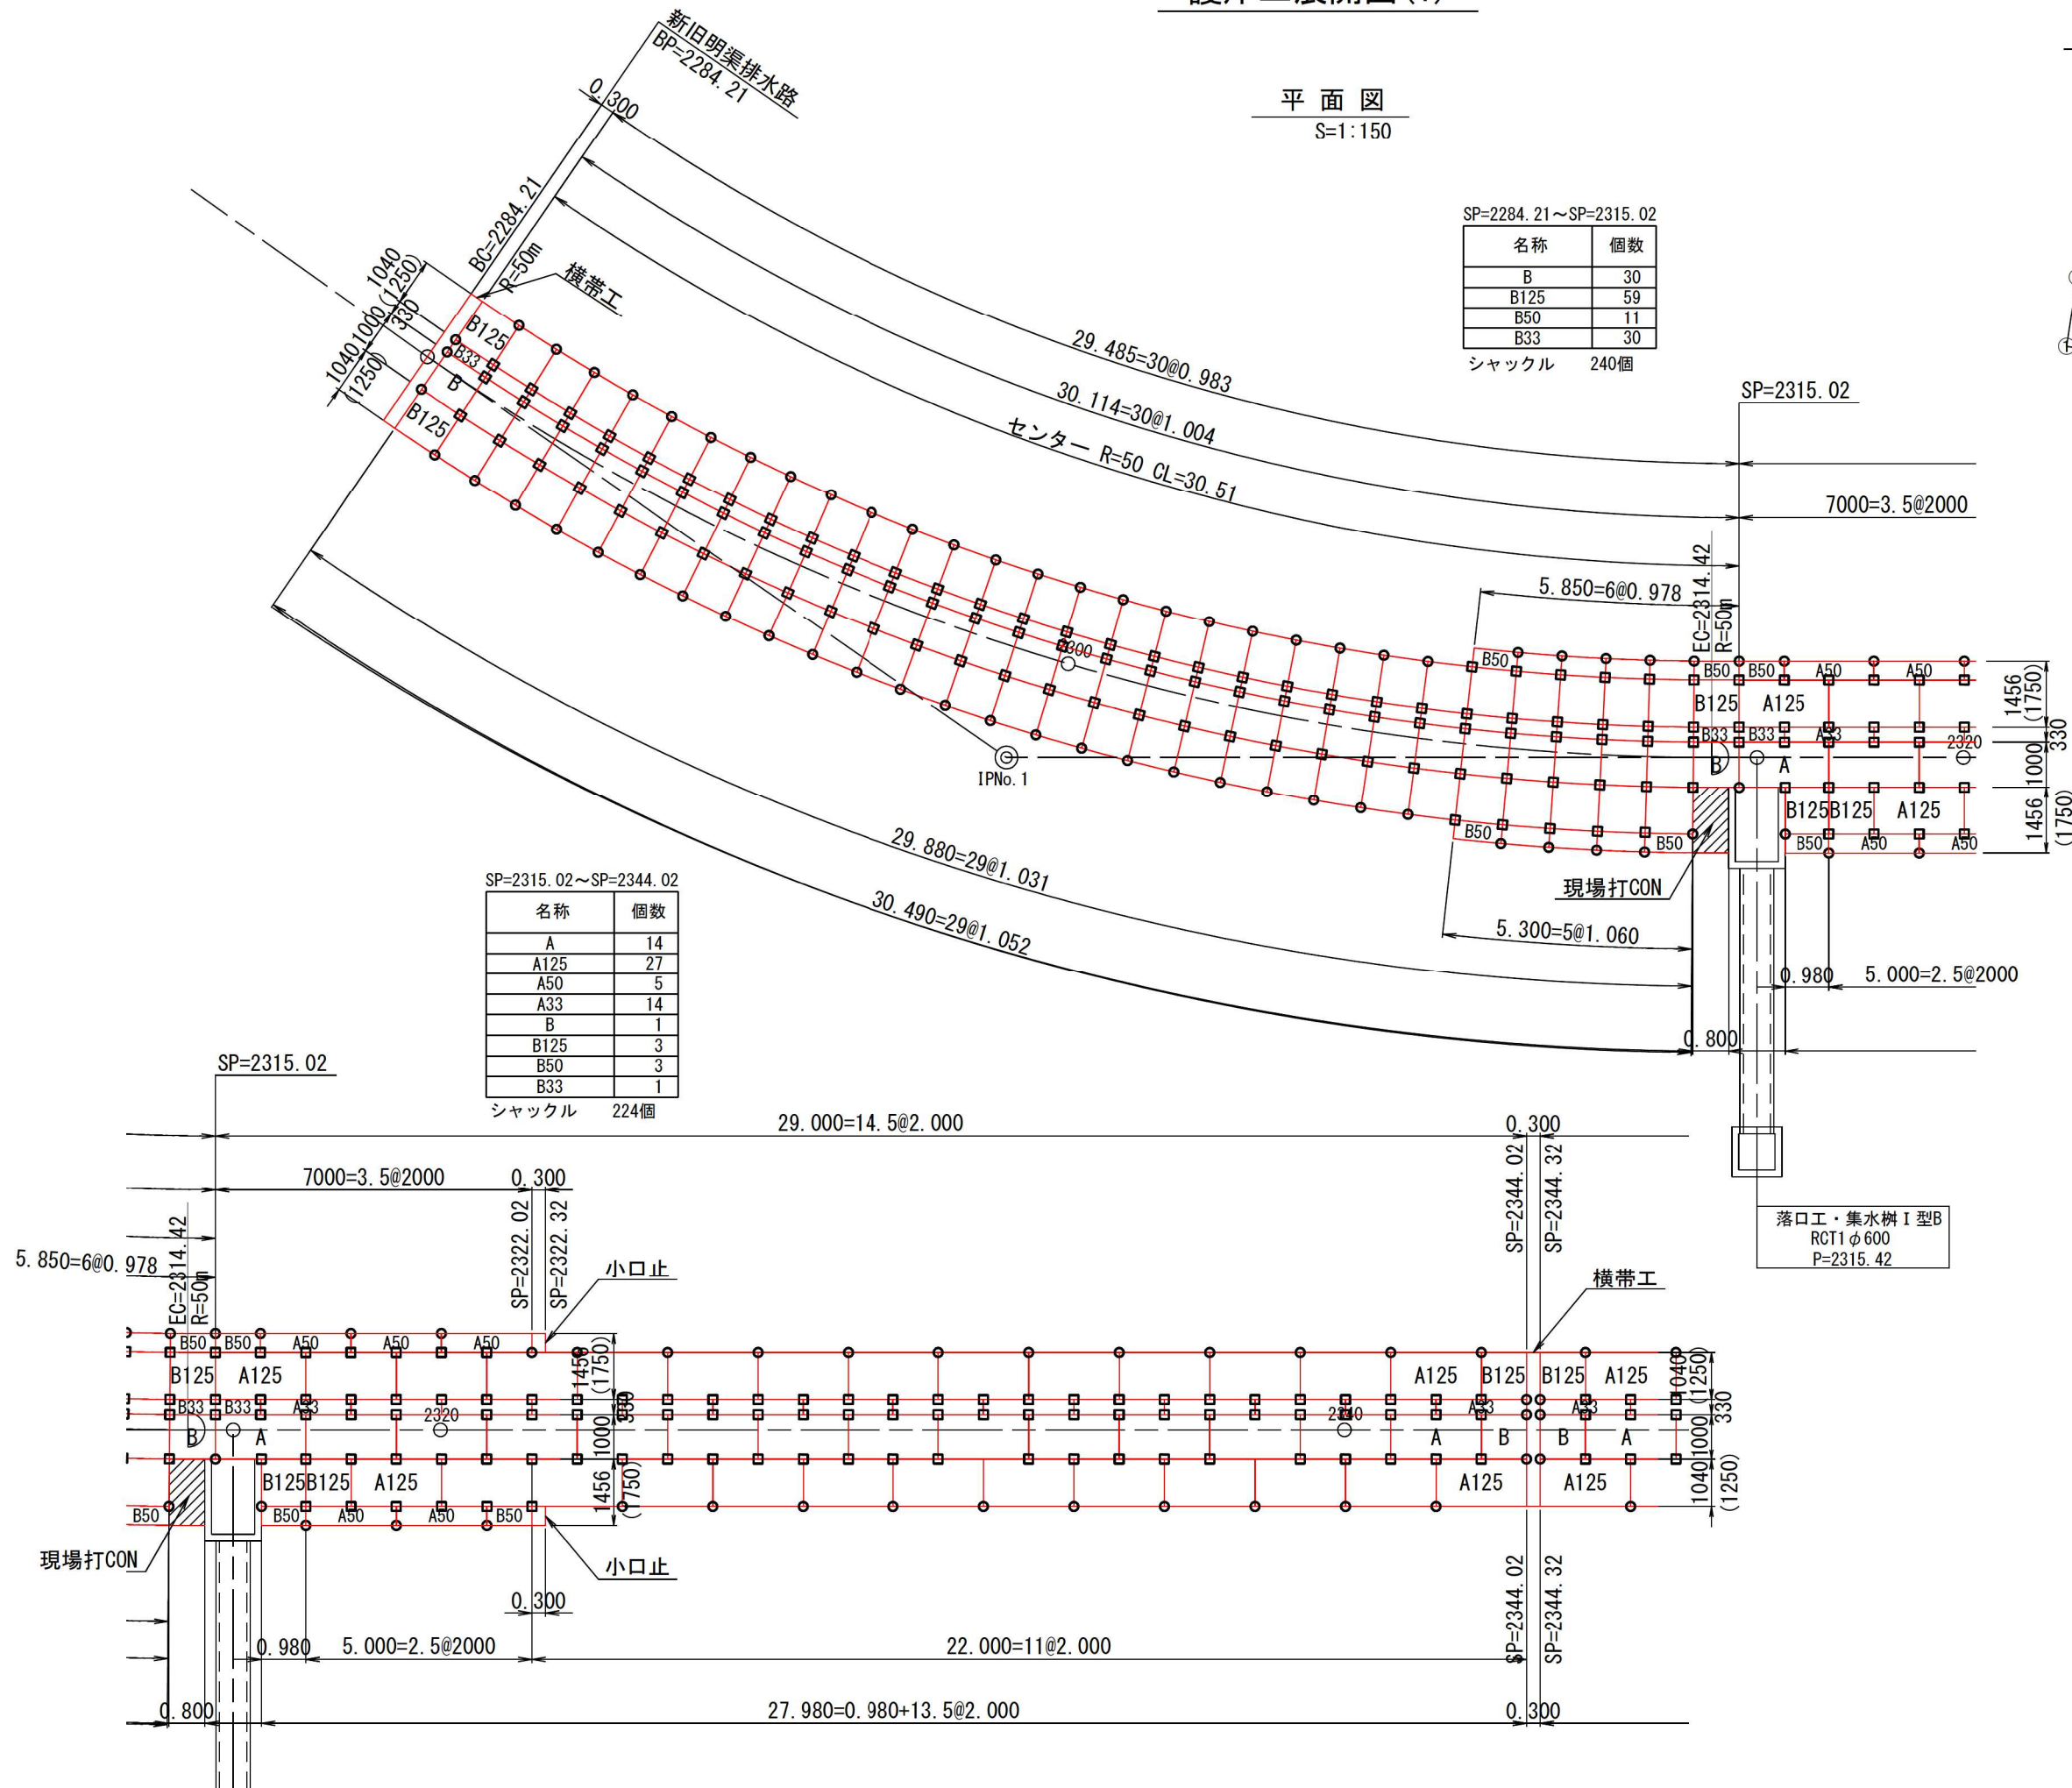 平 面 図
S=1:150
新旧明渠排水路
BP=2284.21
0.300
BC=2284.21
R=50m
横帯工
1040
(1250)
330
1000
1040
(1250)
B125
B33
B
B125
29.485=30@0.983
30.114=30@1.004
センター R=50 CL=30.51
SP=2284.21～SP=2315.02
名称 個数
B 30
B125 59
B50 11
B33 30
シャックル 240個
SP=2315.02
7000=3.5@2000
5.850=6@0.978
EC=2314.42
R=50m
2300
IPNo.1
B50
B50 B50 A50 A50
B125 A125
B33 B33 A33
2320
B A
B125B125 A125
B50
B50
B50 A50 A50
1456
(1750)
330
1000
1456
(1750)
現場打CON
29.880=29@1.031
30.490=29@1.052
5.300=5@1.060
0.980 5.000=2.5@2000
0.800
落口工・集水桝Ⅰ型B
RCT1φ600
P=2315.42
SP=2315.02～SP=2344.02
名称 個数
A 14
A125 27
A50 5
A33 14
B 1
B125 3
B50 3
B33 1
シャックル 224個
SP=2315.02
29.000=14.5@2.000
0.300
7000=3.5@2000
0.300
5.850=6@0.978
EC=2314.42
R=50m
SP=2322.02
SP=2322.32
小口止
SP=2344.02
SP=2344.32
横帯工
B50 B50 A50 A50 A50
B125 A125
B33 B33 A33
2320
B A
B125B125 A125
B50
B50 A50 A50 B50
(1750)
1000
1456
(1750)
2340
A125 B125 B125 A125
A33 A33
A B B A
A125 A125
1040
(1250)
330
1000
1040
(1250)
現場打CON
小口止
0.300
SP=2344.02
SP=2344.32
0.980 5.000=2.5@2000
22.000=11@2.000
0.800
27.980=0.980+13.5@2.000
0.300